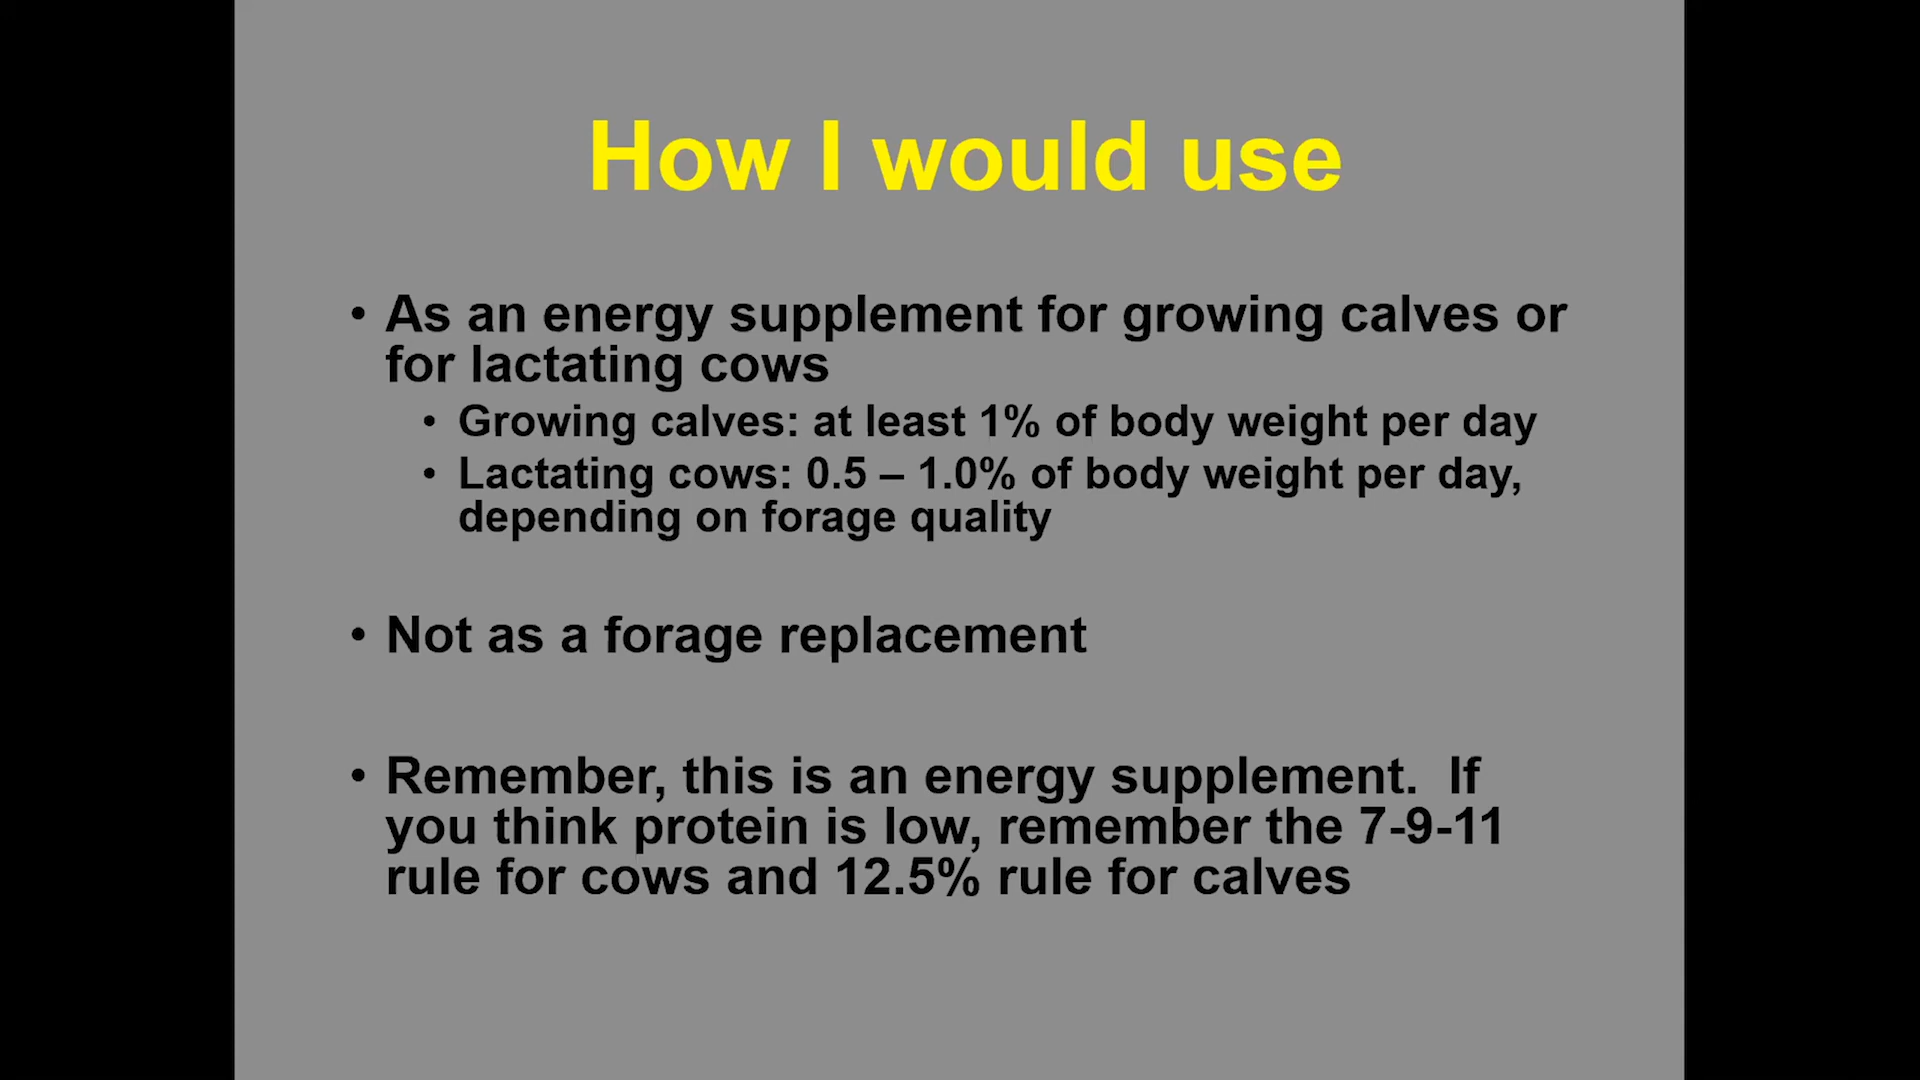 How I would use
• As an energy supplement for growing calves or
for lactating cows
• Growing calves: at least 1% of body weight per day
• Lactating cows: 0.5 – 1.0% of body weight per day,
depending on forage quality
• Not as a forage replacement
• Remember, this is an energy supplement.  If
you think protein is low, remember the 7-9-11
rule for cows and 12.5% rule for calves